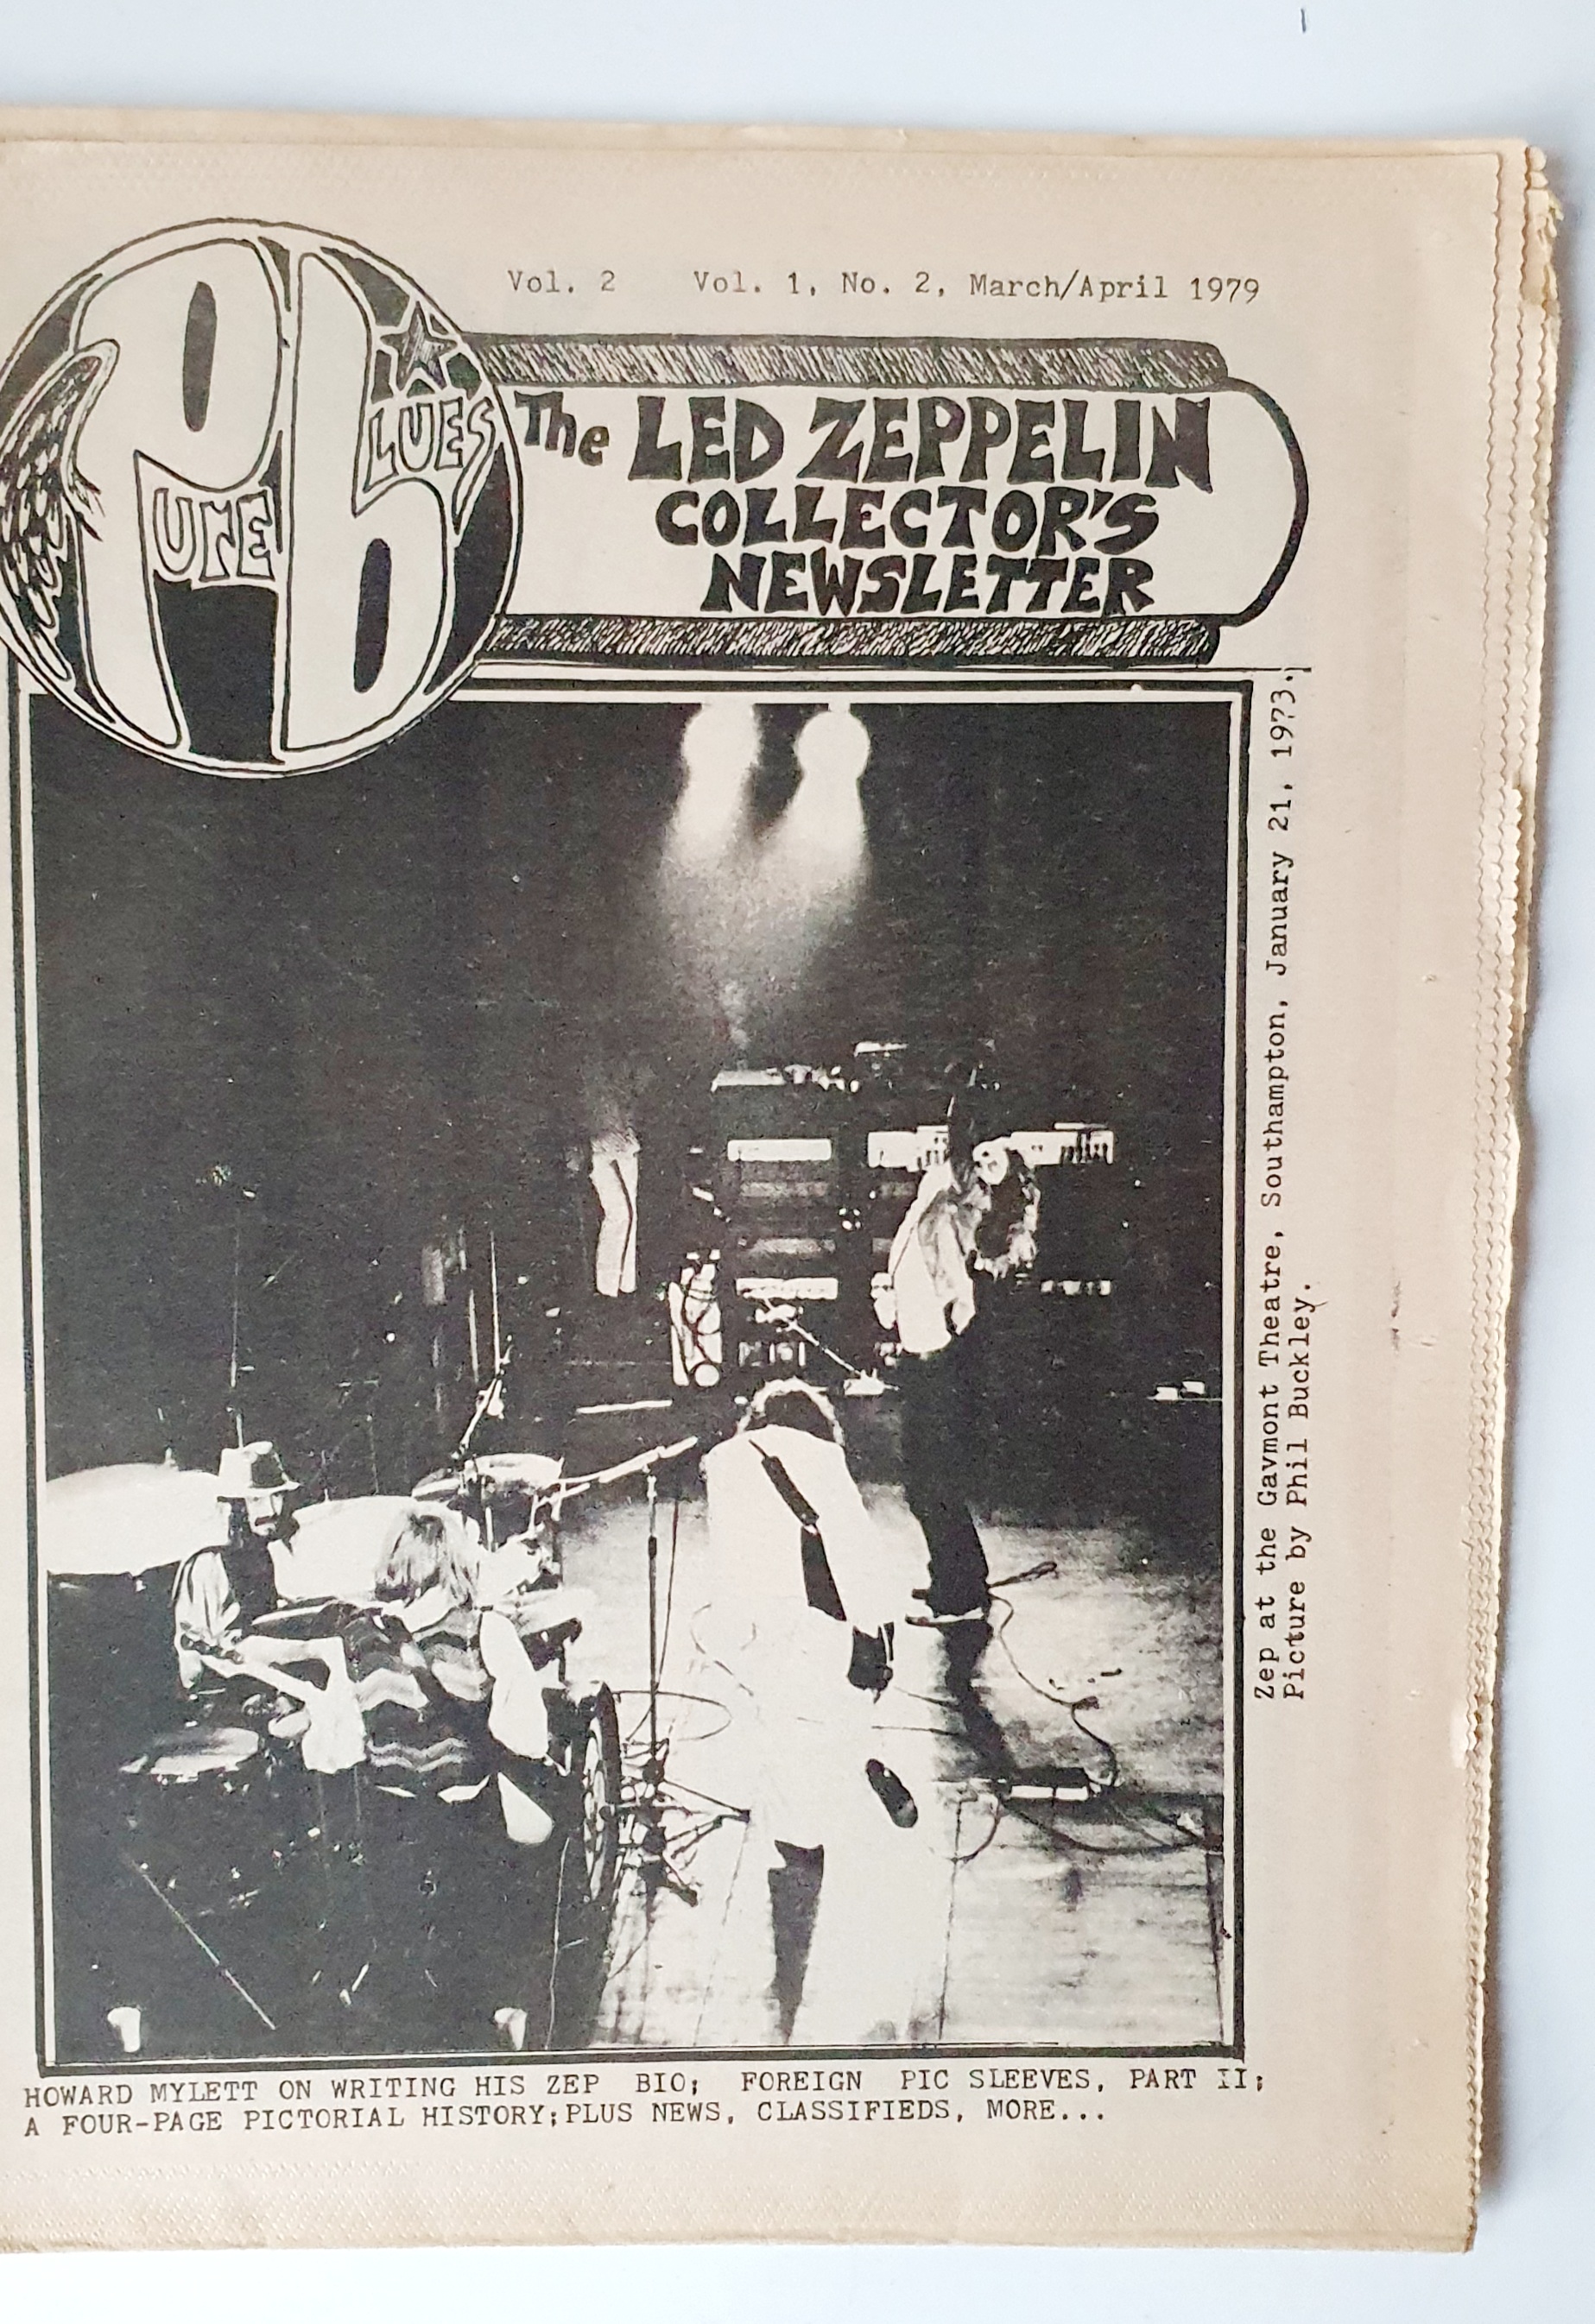 Vol. 2 Vol. 1, No. 2, March/April 1979
Pure
blues
The LED ZEPPELIN
COLLECTOR'S
NEWSLETTER
Zep at the Gavmont Theatre, Southampton, January 21, 1973.
Picture by Phil Buckley.
HOWARD MYLETT ON WRITING HIS ZEP BIO; FOREIGN PIC SLEEVES, PART II;
A FOUR-PAGE PICTORIAL HISTORY;PLUS NEWS, CLASSIFIEDS, MORE...